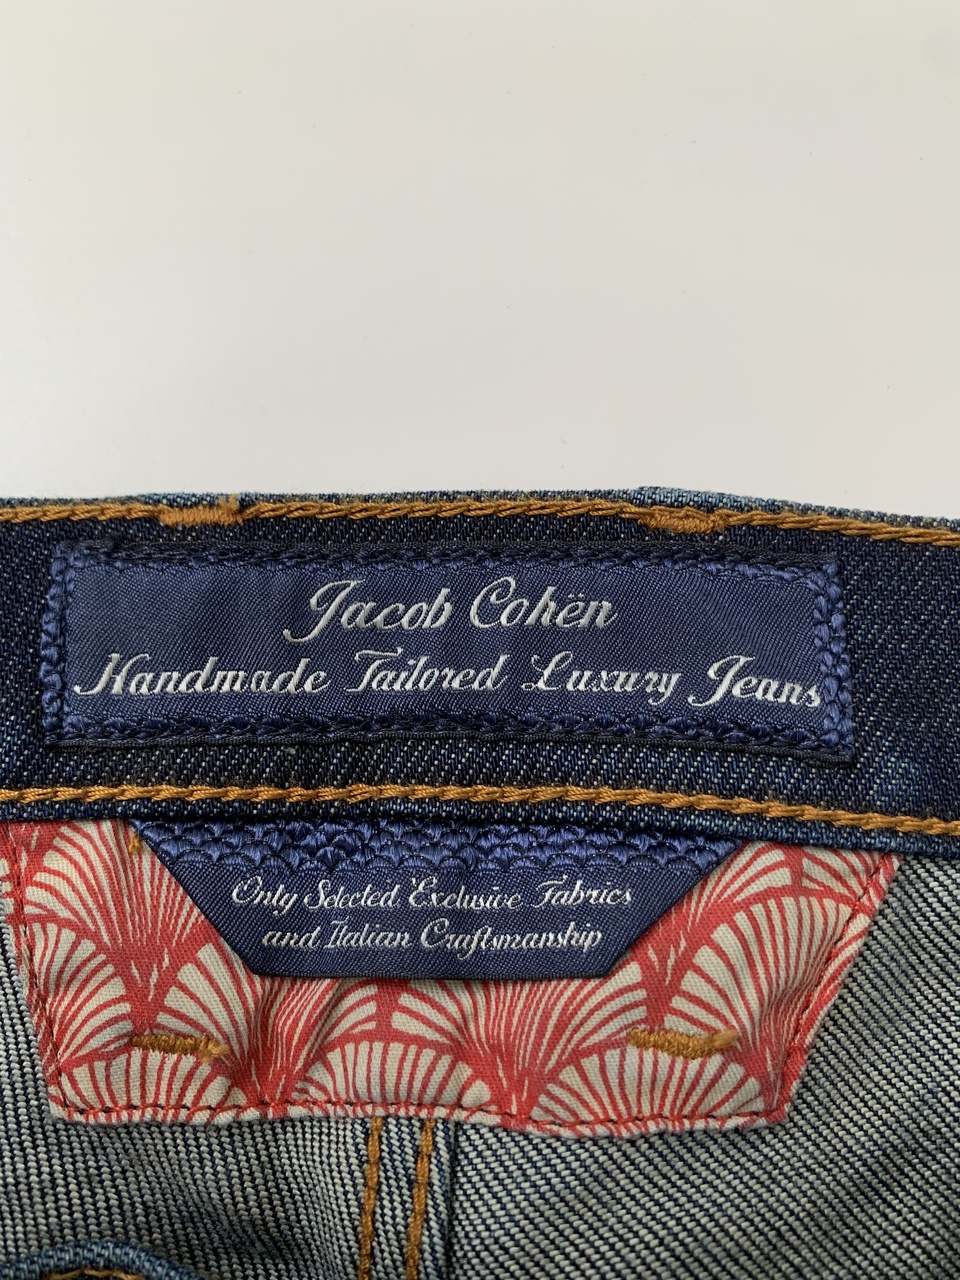 Jacob Cohën
Handmade Tailored Luxury Jeans
Only Selected Exclusive Fabrics
and Italian Craftsmanship